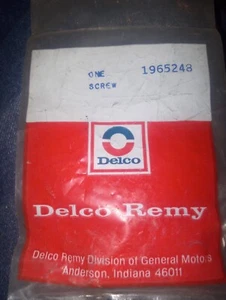 ONE 1965248
SCREW
Delco
Delco Remy
Delco Remy Division of General Motors
Anderson, Indiana 46011